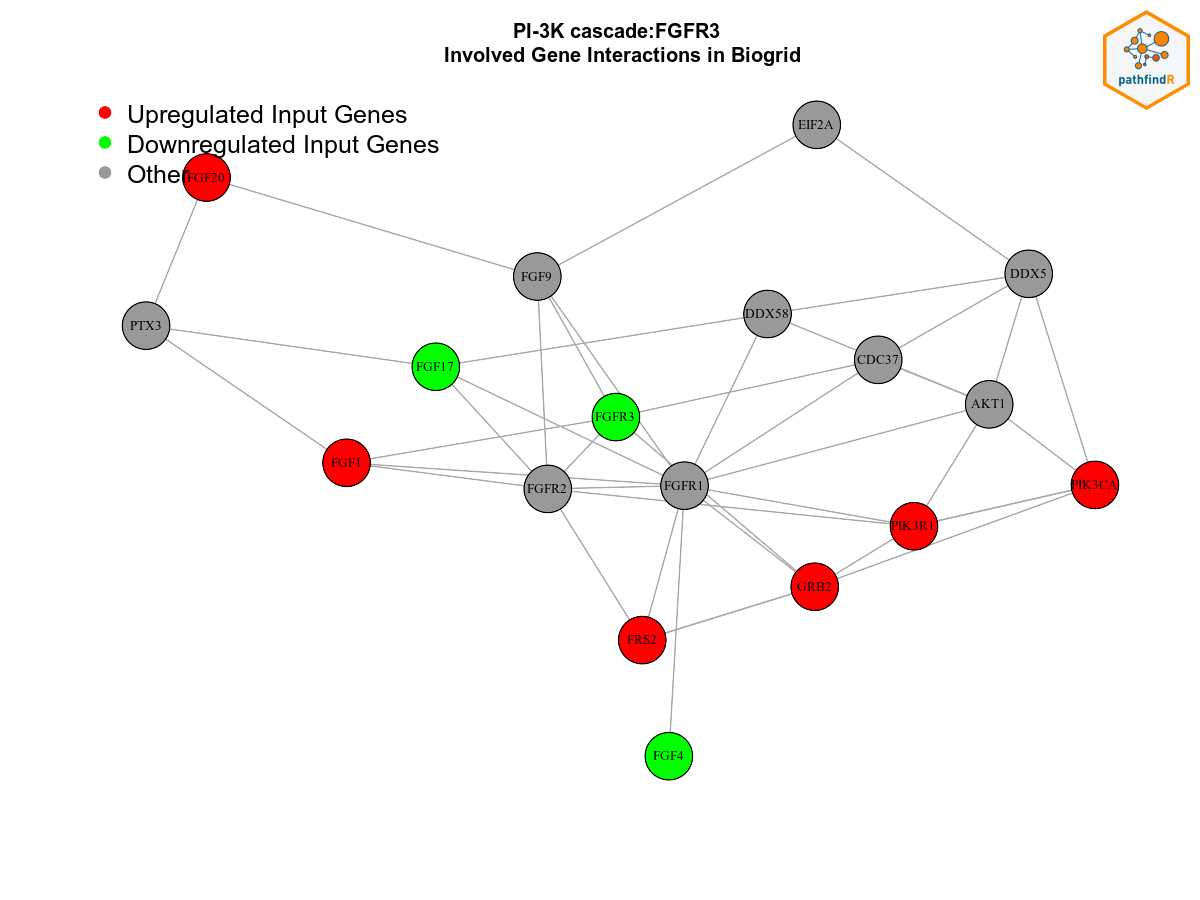 PI-3K cascade:FGFR3
Involved Gene Interactions in Biogrid
pathfindR
Upregulated Input Genes
Downregulated Input Genes
Other
FGF20
EIF2A
FGF9
DDX5
PTX3
DDX58
FGF17
CDC37
FGFR3
AKT1
FGF1
FGFR2
FGFR1
PIK3CA
PIK3R1
GRB2
FRS2
FGF4